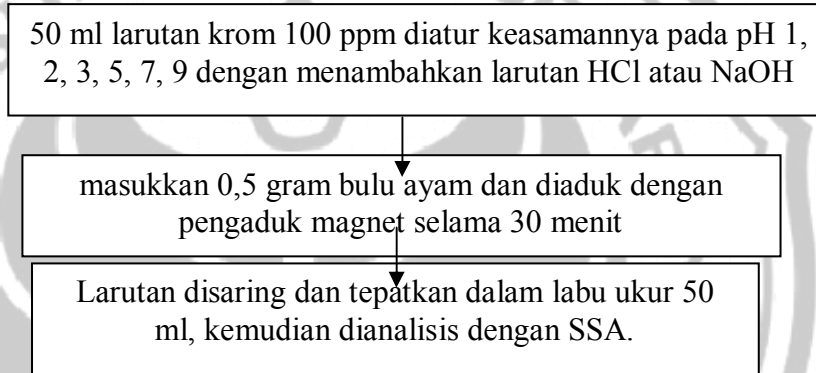 50 ml larutan krom 100 ppm diatur keasamannya pada pH 1,
2, 3, 5, 7, 9 dengan menambahkan larutan HCl atau NaOH
masukkan 0,5 gram bulu ayam dan diaduk dengan
pengaduk magnet selama 30 menit
Larutan disaring dan tepatkan dalam labu ukur 50
ml, kemudian dianalisis dengan SSA.